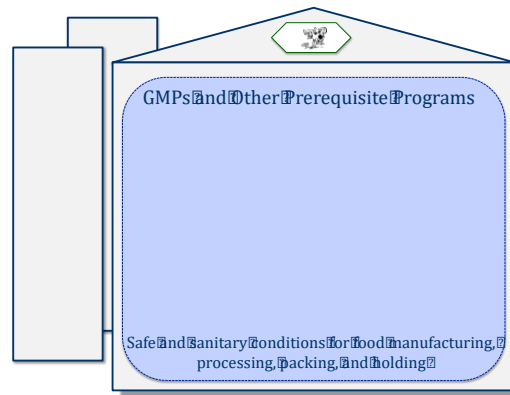 GMPs and Other Prerequisite Programs
Safe and sanitary conditions for food manufacturing,
processing, packing, and holding